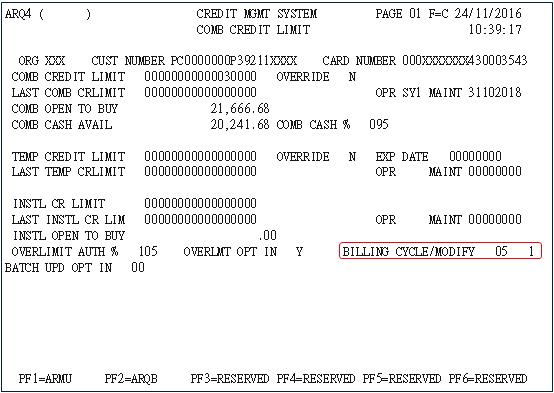 ARQ4 (        )          CREDIT MGMT SYSTEM          PAGE 01 F=C 24/11/2016
COMB CREDIT LIMIT          10:39:17
ORG XXX    CUST NUMBER PC0000000P39211XXXX    CARD NUMBER 000XXXXXXX430003543
COMB CREDIT LIMIT   00000000000030000   OVERRIDE   N
LAST COMB CRLIMIT   00000000000000000          OPR SY1 MAINT 31102018
COMB OPEN TO BUY          21,666.68
COMB CASH AVAIL          20,241.68 COMB CASH %   095
TEMP CREDIT LIMIT   00000000000000000   OVERRIDE   N   EXP DATE   00000000
LAST TEMP CRLIMIT   00000000000000000          OPR     MAINT 00000000
INSTL CR LIMIT      00000000000000000
LAST INSTL CR LIM   00000000000000000          OPR     MAINT 00000000
INSTL OPEN TO BUY          .00
OVERLIMIT AUTH %   105    OVERLMT OPT IN   Y    BILLING CYCLE/MODIFY   05   1
BATCH UPD OPT IN   00
PF1=ARMU     PF2=ARQB     PF3=RESERVED PF4=RESERVED PF5=RESERVED PF6=RESERVED